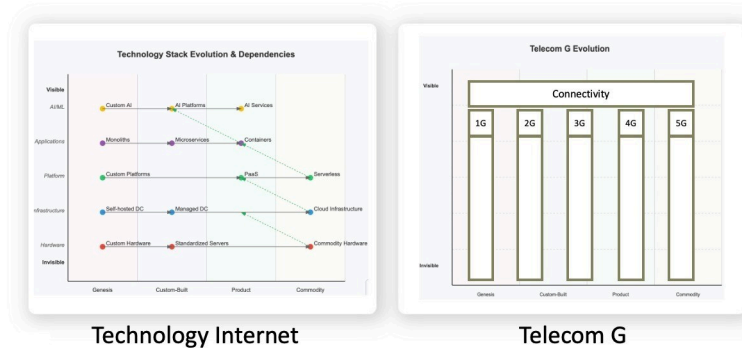 Technology Stack Evolution & Dependencies
Visible
AI/ML
Custom AI
AI Platforms
AI Services
Applications
Monoliths
Microservices
Containers
Platform
Custom Platforms
PaaS
Serverless
nfrastructure
Self-hosted DC
Managed DC
Cloud Infrastructure
Hardware
Custom Hardware
Standardized Servers
Commodity Hardware
Invisible
Genesis
Custom-Built
Product
Commodity
Technology Internet
Telecom G Evolution
Visible
Connectivity
1G
2G
3G
4G
5G
Invisible
Genesis
Custom-Built
Product
Commodity
Telecom G